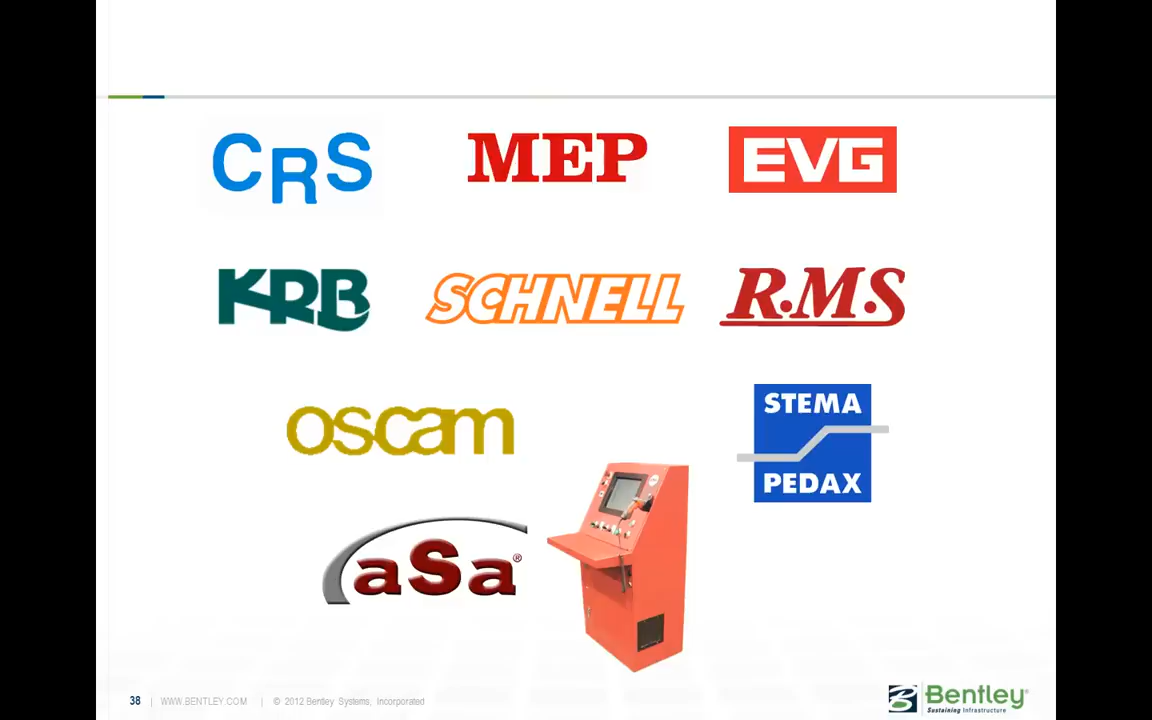 CRS
MEP
EVG
KRB
SCHNELL
R.M.S
oscam
STEMA
PEDAX
aSa®
38 | WWW.BENTLEY.COM | © 2012 Bentley Systems, Incorporated
Bentley®
Sustaining Infrastructure